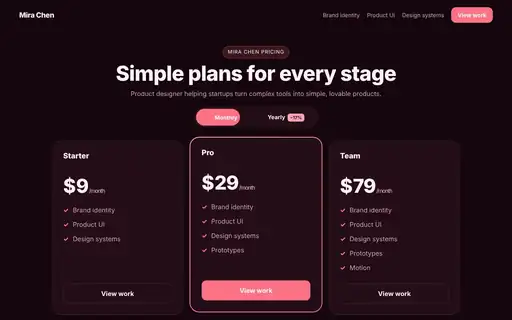 Mira Chen
Brand identity Product UI Design systems View work
MIRA CHEN PRICING
Simple plans for every stage
Product designer helping startups turn complex tools into simple, lovable products.
Monthly Yearly -17%
Starter
$9/month
Brand identity
Product UI
Design systems
View work
Pro
$29/month
Brand identity
Product UI
Design systems
Prototypes
View work
Team
$79/month
Brand identity
Product UI
Design systems
Prototypes
Motion
View work